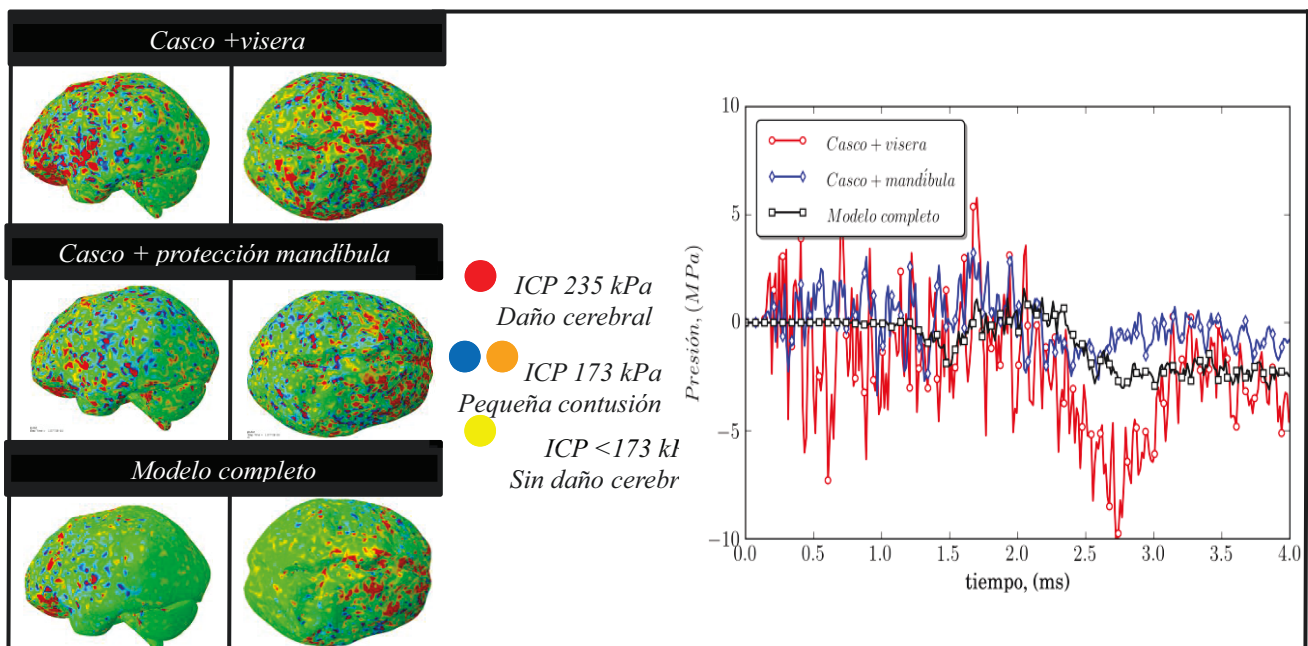 Casco +visera
Casco + protección mandíbula
Modelo completo
ICP 235 kPa
Daño cerebral
ICP 173 kPa
Pequeña contusión
ICP <173
Sin daño
Presión, (MPa)
10
5
0
−5
−10
Casco + visera
Casco + mandíbula
Modelo completo
0.0 0.5 1.0 1.5 2.0 2.5 3.0 3.5 4.0
tiempo, (ms)